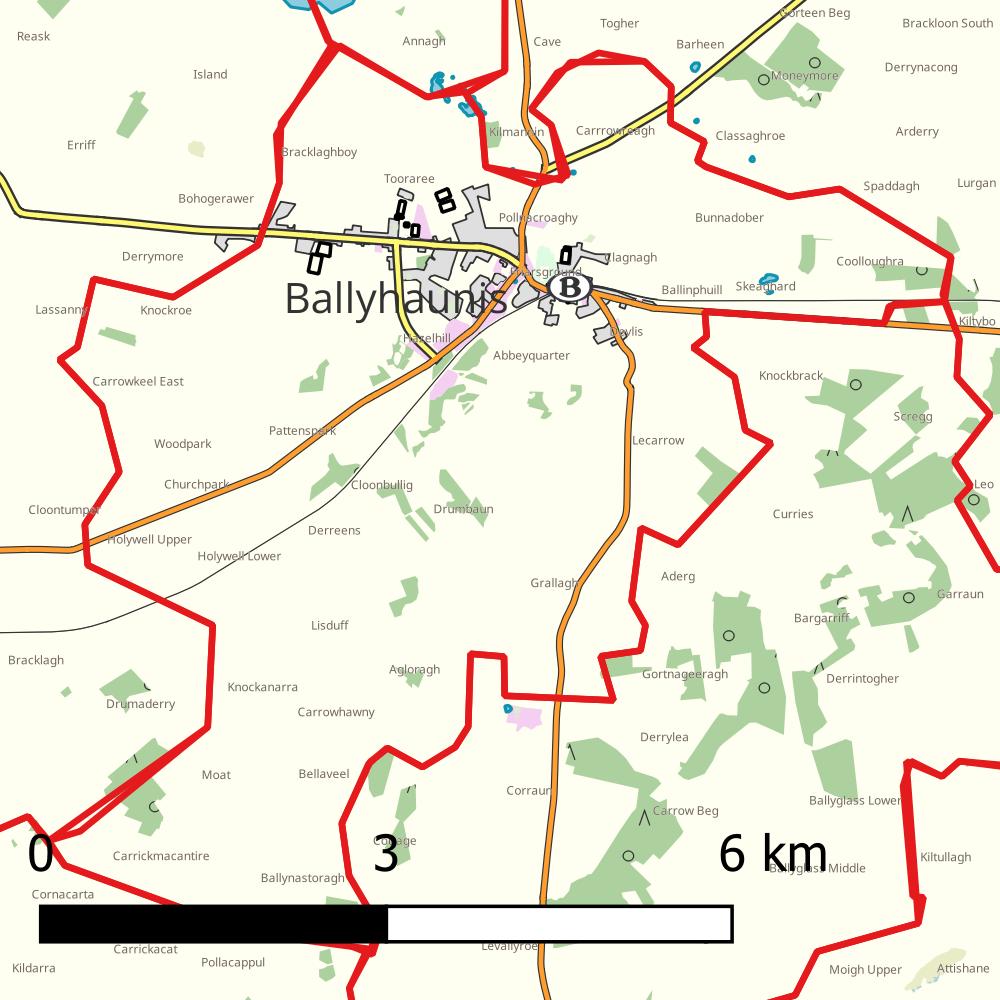 Gorteen Beg
Togher
Brackloon South
Reask
Annagh
Cave
Barheen
Derrynacong
Island
Moneymore
Kilmannin
Carrrowreagh
Classaghroe
Arderry
Erriff
Bracklaghboy
Tooraree
Spaddagh
Lurgan
Bohogerawer
Pollnacroaghy
Bunnadober
Derrymore
Clagnagh
Coolloughra
Friarsground
Ballinphuill
Skeaghard
B
Ballyhaunis
Lassanny
Knockroe
Kiltybo
Hazelhill
Devlis
Abbeyquarter
Carrowkeel East
Knockbrack
Scregg
Pattenspark
Woodpark
Lecarrow
Churchpark
Cloonbullig
Leo
Cloontumper
Drumbaun
Curries
Holywell Upper
Derreens
Holywell Lower
Grallagh
Aderg
Garraun
Lisduff
Bargarriff
Bracklagh
Agloragh
Gortnageeragh
Derrintogher
Drumaderry
Knockanarra
Carrowhawny
Derrylea
Moat
Bellaveel
Corraun
Ballyglass Lower
Carrow Beg
Cottage
0 3 6 km
Carrickmacantire
Kiltullagh
Ballyglass Middle
Ballynastoragh
Cornacarta
Carrickacat
Levallyroe
Pollacappul
Kildarra
Moigh Upper
Attishane